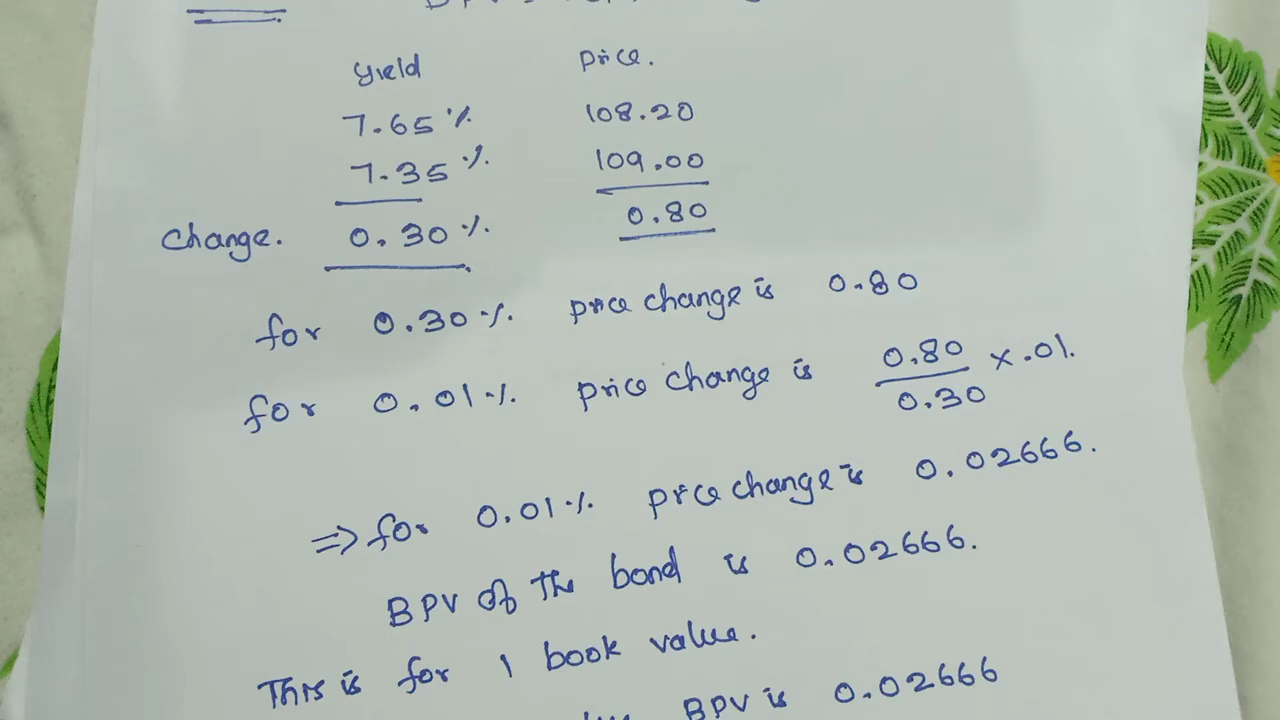 yield price.
7.65% 108.20
7.35% 109.00
Change. 0.30% 0.80
for 0.30% price change is 0.80
for 0.01% price change is 0.80/0.30 x .01.
⇒ for 0.01% price change is 0.02666.
BPV of the bond is 0.02666.
This is for 1 book value.
BPV is 0.02666